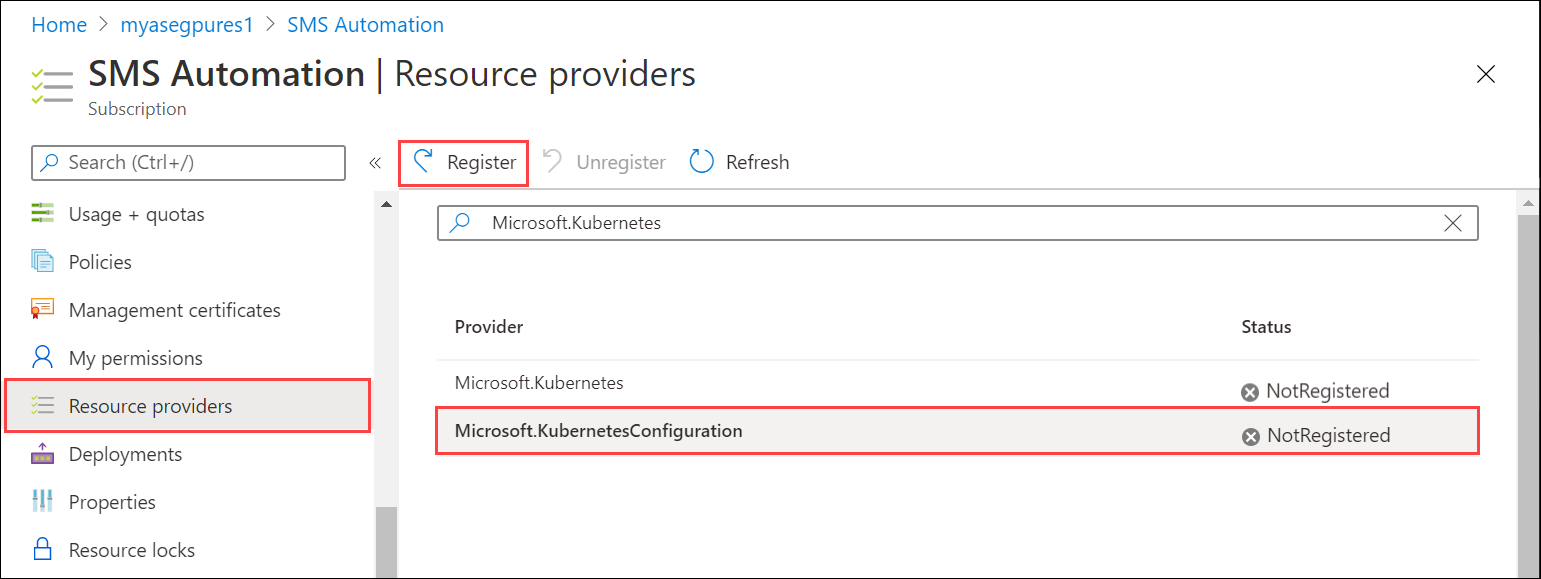 Home > myasegpures1 > SMS Automation
SMS Automation | Resource providers
Subscription
Search (Ctrl+/)
«
Register
Unregister
Refresh
Usage + quotas
Policies
Management certificates
My permissions
Resource providers
Deployments
Properties
Resource locks
Microsoft.Kubernetes
Provider Status
Microsoft.Kubernetes NotRegistered
Microsoft.KubernetesConfiguration NotRegistered